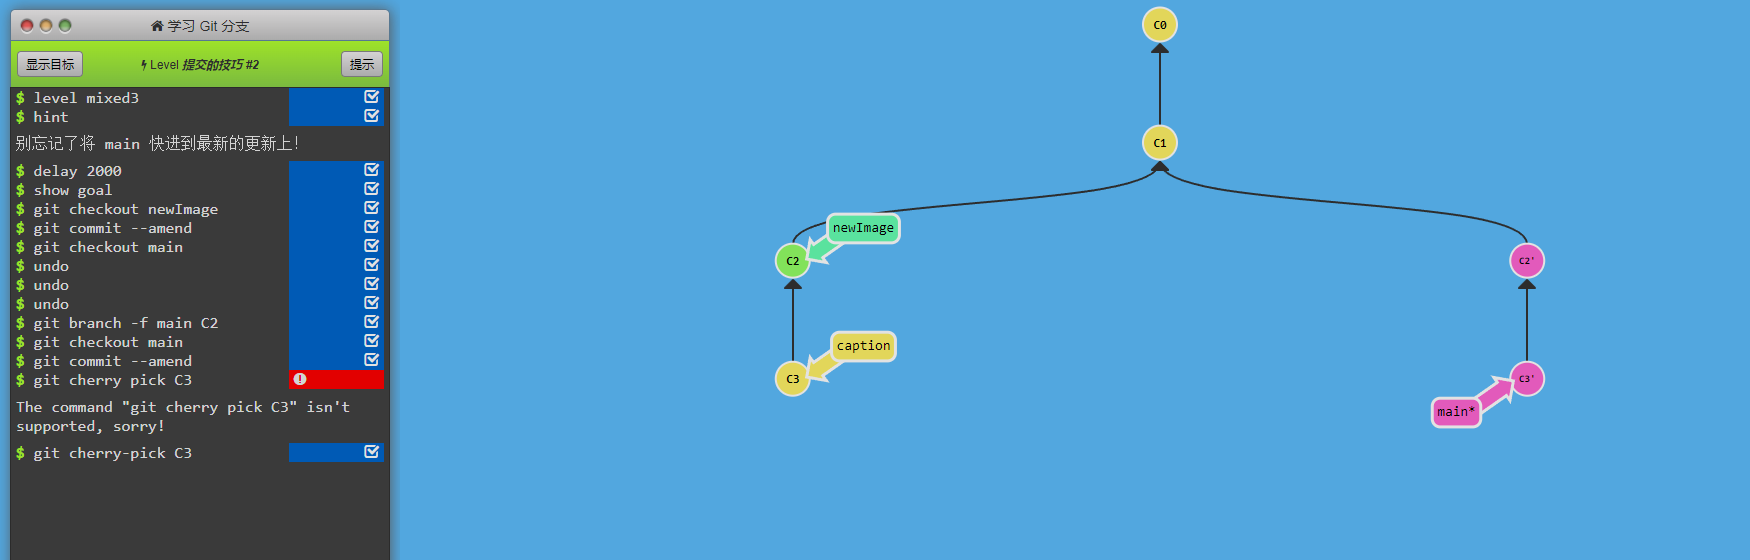 学习 Git 分支
显示目标
Level 提交的技巧 #2
提示
$ level mixed3
$ hint
别忘记了将 main 快进到最新的更新上!
$ delay 2000
$ show goal
$ git checkout newImage
$ git commit --amend
$ git checkout main
$ undo
$ undo
$ undo
$ git branch -f main C2
$ git checkout main
$ git commit --amend
$ git cherry pick C3
The command "git cherry pick C3" isn't
supported, sorry!
$ git cherry-pick C3
C0
C1
newImage
C2
C2'
caption
C3
C3'
main*